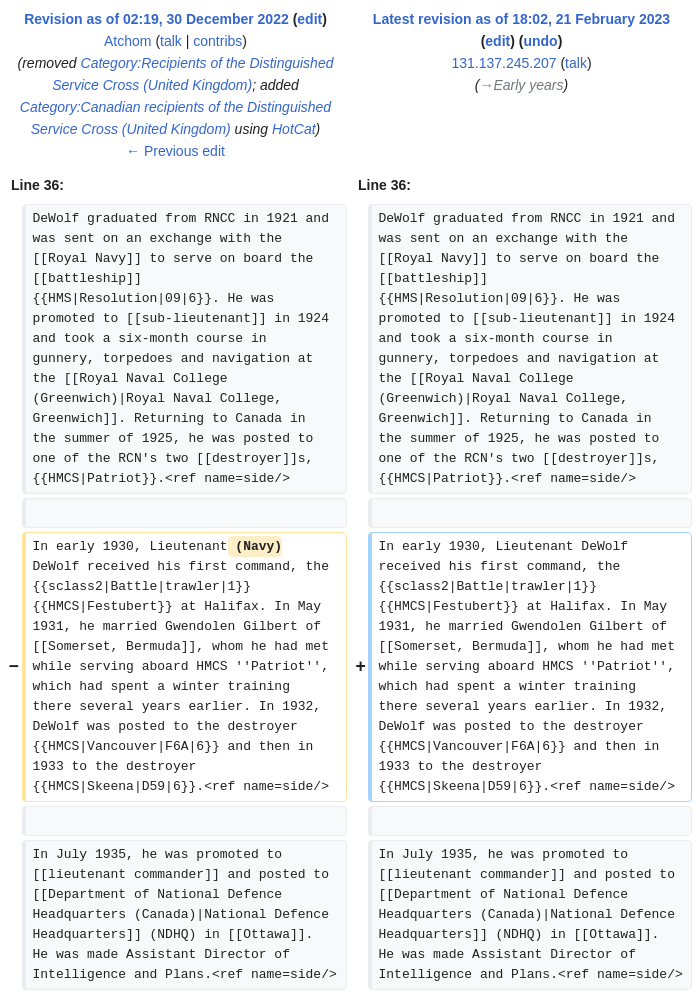 Revision as of 02:19, 30 December 2022 (edit)
Atchom (talk | contribs)
(removed Category:Recipients of the Distinguished
Service Cross (United Kingdom); added
Category:Canadian recipients of the Distinguished
Service Cross (United Kingdom) using HotCat)
← Previous edit
Latest revision as of 18:02, 21 February 2023
(edit) (undo)
131.137.245.207 (talk)
(→Early years)
Line 36:
Line 36:
DeWolf graduated from RNCC in 1921 and
was sent on an exchange with the
[[Royal Navy]] to serve on board the
[[battleship]]
{{HMS|Resolution|09|6}}. He was
promoted to [[sub-lieutenant]] in 1924
and took a six-month course in
gunnery, torpedoes and navigation at
the [[Royal Naval College
(Greenwich)|Royal Naval College,
Greenwich]]. Returning to Canada in
the summer of 1925, he was posted to
one of the RCN's two [[destroyer]]s,
{{HMCS|Patriot}}.<ref name=side/>
DeWolf graduated from RNCC in 1921 and
was sent on an exchange with the
[[Royal Navy]] to serve on board the
[[battleship]]
{{HMS|Resolution|09|6}}. He was
promoted to [[sub-lieutenant]] in 1924
and took a six-month course in
gunnery, torpedoes and navigation at
the [[Royal Naval College
(Greenwich)|Royal Naval College,
Greenwich]]. Returning to Canada in
the summer of 1925, he was posted to
one of the RCN's two [[destroyer]]s,
{{HMCS|Patriot}}.<ref name=side/>
−
In early 1930, Lieutenant (Navy)
DeWolf received his first command, the
{{sclass2|Battle|trawler|1}}
{{HMCS|Festubert}} at Halifax. In May
1931, he married Gwendolen Gilbert of
[[Somerset, Bermuda]], whom he had met
while serving aboard HMCS ''Patriot'',
which had spent a winter training
there several years earlier. In 1932,
DeWolf was posted to the destroyer
{{HMCS|Vancouver|F6A|6}} and then in
1933 to the destroyer
{{HMCS|Skeena|D59|6}}.<ref name=side/>
+
In early 1930, Lieutenant DeWolf
received his first command, the
{{sclass2|Battle|trawler|1}}
{{HMCS|Festubert}} at Halifax. In May
1931, he married Gwendolen Gilbert of
[[Somerset, Bermuda]], whom he had met
while serving aboard HMCS ''Patriot'',
which had spent a winter training
there several years earlier. In 1932,
DeWolf was posted to the destroyer
{{HMCS|Vancouver|F6A|6}} and then in
1933 to the destroyer
{{HMCS|Skeena|D59|6}}.<ref name=side/>
In July 1935, he was promoted to
[[lieutenant commander]] and posted to
[[Department of National Defence
Headquarters (Canada)|National Defence
Headquarters]] (NDHQ) in [[Ottawa]].
He was made Assistant Director of
Intelligence and Plans.<ref name=side/>
In July 1935, he was promoted to
[[lieutenant commander]] and posted to
[[Department of National Defence
Headquarters (Canada)|National Defence
Headquarters]] (NDHQ) in [[Ottawa]].
He was made Assistant Director of
Intelligence and Plans.<ref name=side/>